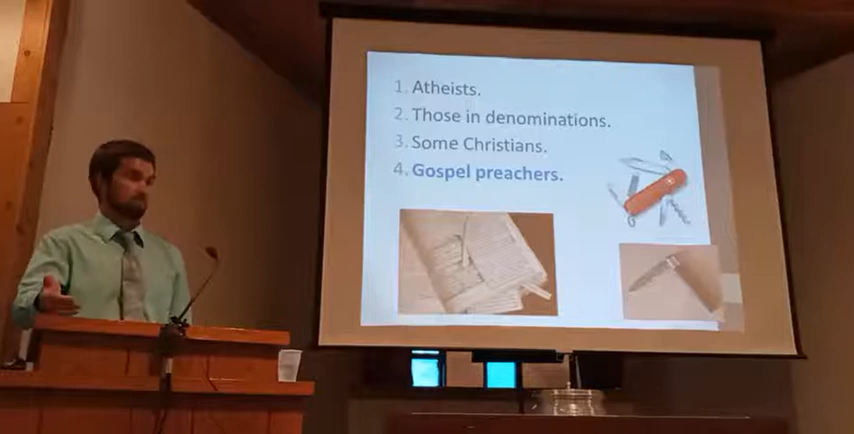 1. Atheists.
2. Those in denominations.
3. Some Christians.
4. Gospel preachers.